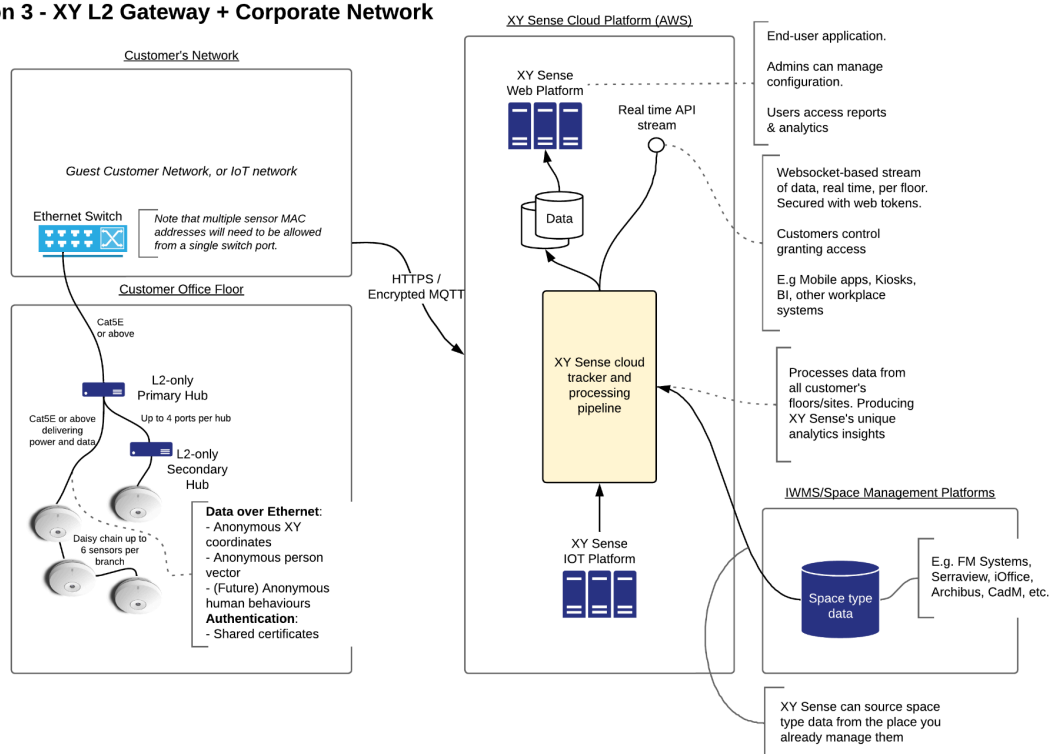 n 3 - XY L2 Gateway + Corporate Network
Customer's Network
Guest Customer Network, or IoT network
Ethernet Switch
Note that multiple sensor MAC
addresses will need to be allowed
from a single switch port.
Customer Office Floor
Cat5E
or above
L2-only
Primary Hub
Cat5E or above
delivering
power and data
Up to 4 ports per hub
L2-only
Secondary
Hub
Daisy chain up to
6 sensors per
branch
Data over Ethernet:
- Anonymous XY
coordinates
- Anonymous person
vector
- (Future) Anonymous
human behaviours
Authentication:
- Shared certificates
HTTPS /
Encrypted MQTT
XY Sense Cloud Platform (AWS)
XY Sense
Web Platform
Real time API
stream
Data
XY Sense cloud
tracker and
processing
pipeline
XY Sense
IOT Platform
End-user application.
Admins can manage
configuration.
Users access reports
& analytics
Websocket-based stream
of data, real time, per floor.
Secured with web tokens.
Customers control
granting access
E.g Mobile apps, Kiosks,
BI, other workplace
systems
Processes data from
all customer's
floors/sites. Producing
XY Sense's unique
analytics insights
IWMS/Space Management Platforms
Space type
data
E.g. FM Systems,
Serraview, iOffice,
Archibus, CadM, etc.
XY Sense can source space
type data from the place you
already manage them